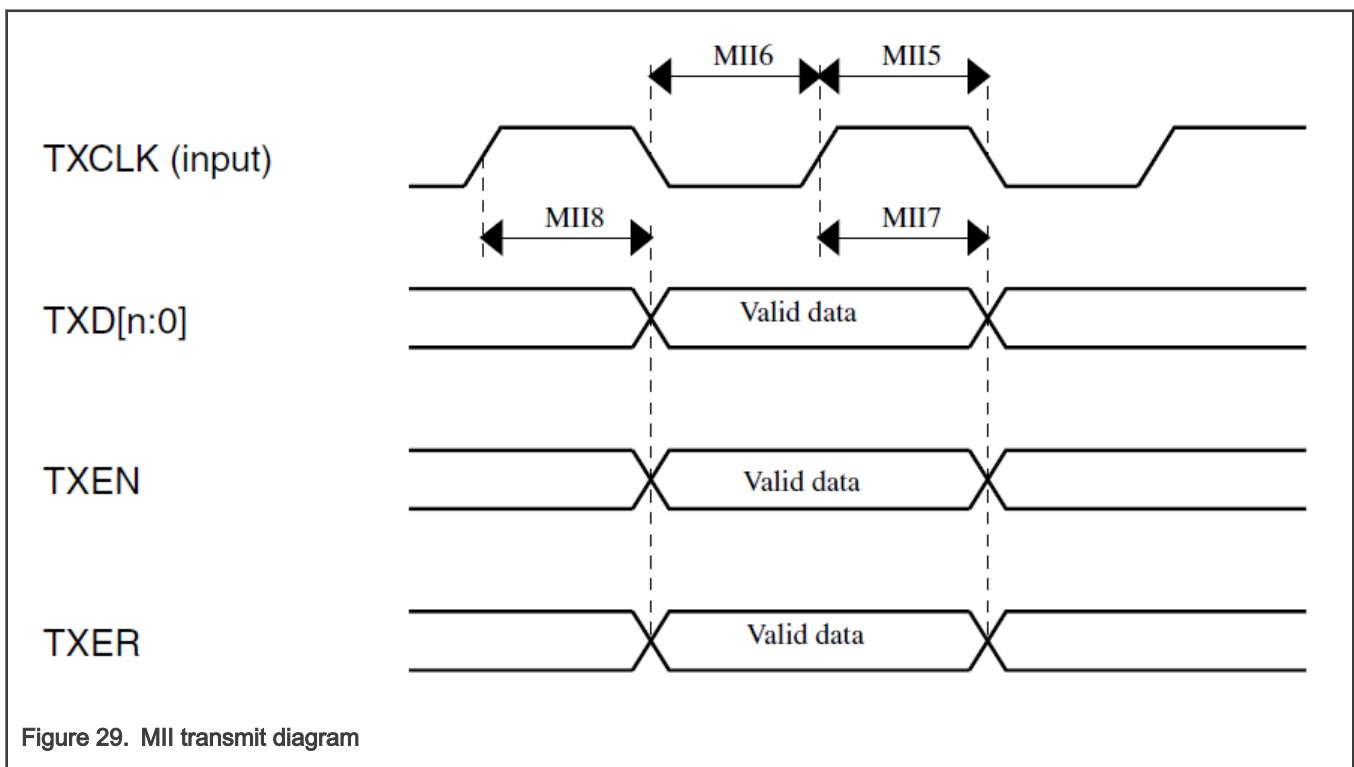 MII6 MII5
TXCLK (input)
MII8 MII7
TXD[n:0] Valid data
TXEN Valid data
TXER Valid data
Figure 29. MII transmit diagram